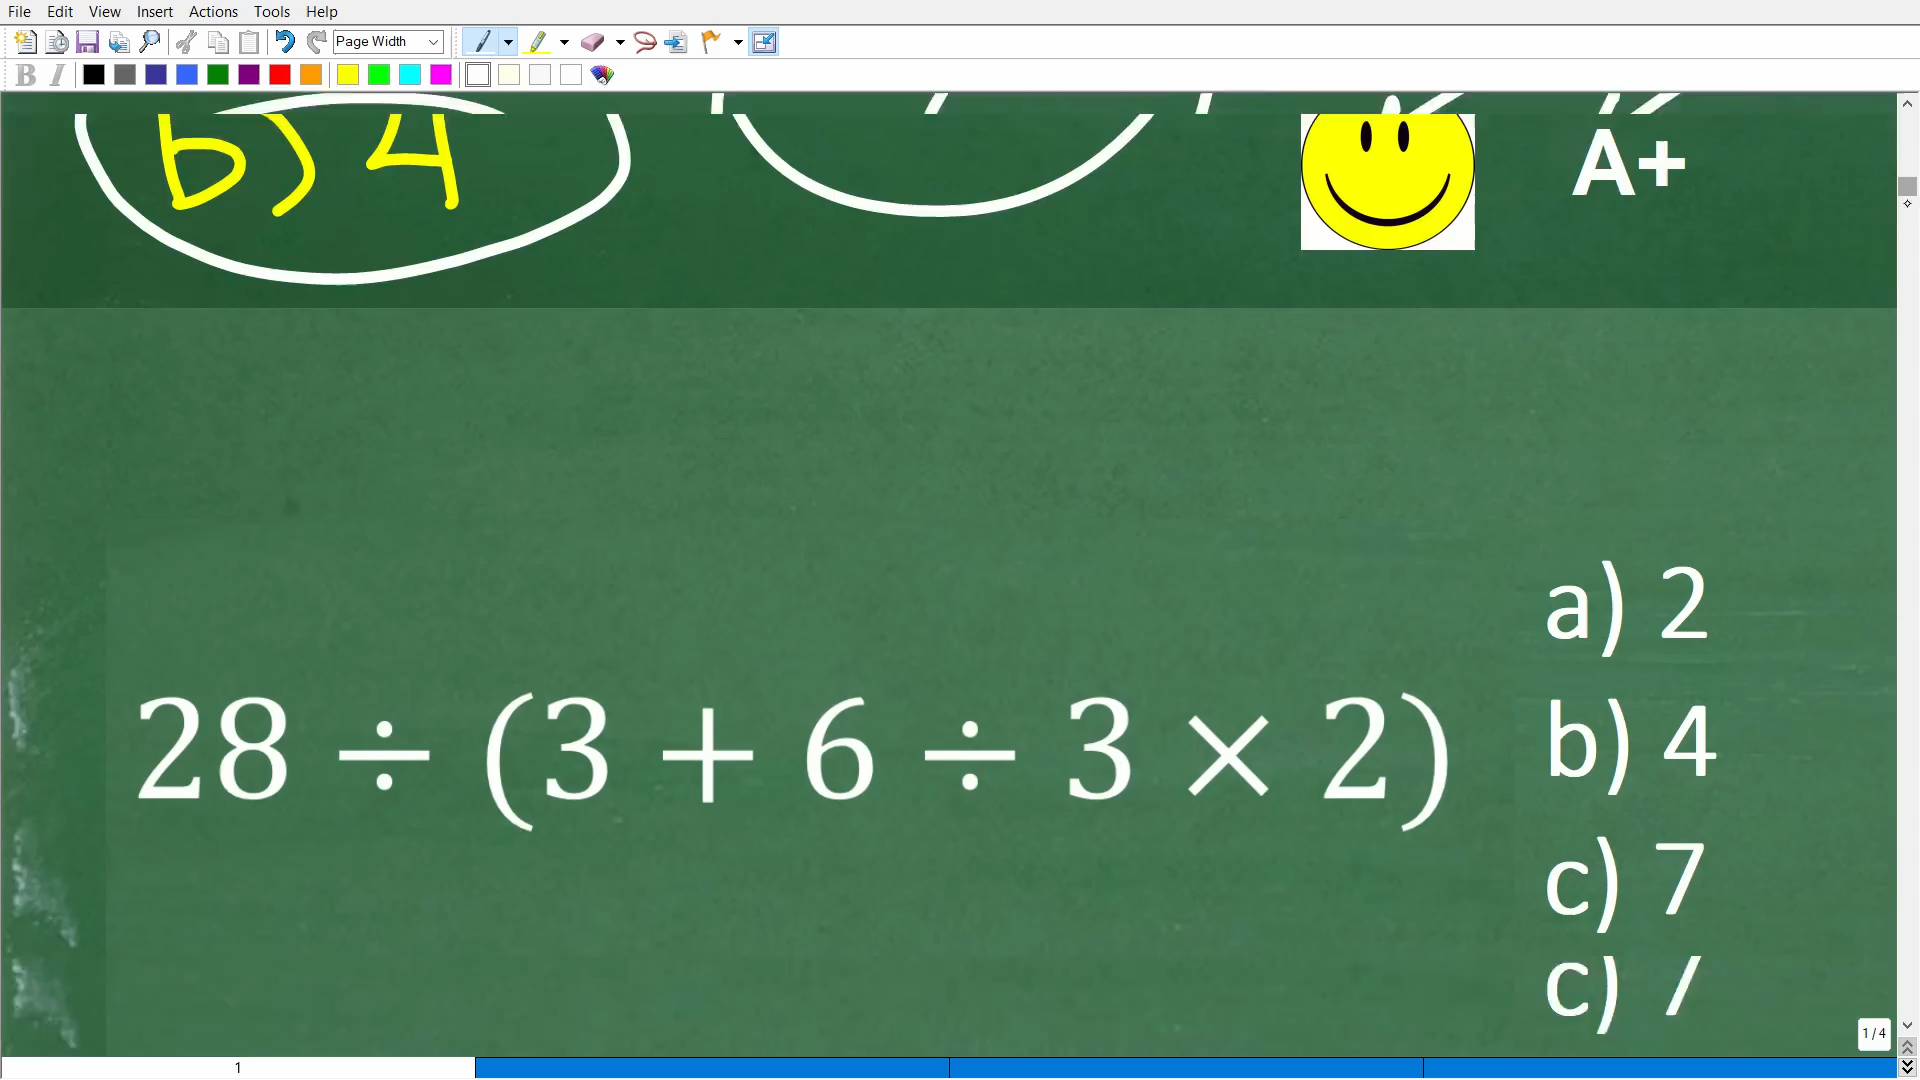 File Edit View Insert Actions Tools Help
Page Width
B I
b) 4
A+
a) 2
28 ÷ (3 + 6 ÷ 3 × 2)
b) 4
c) 7
c)
1 / 4
1